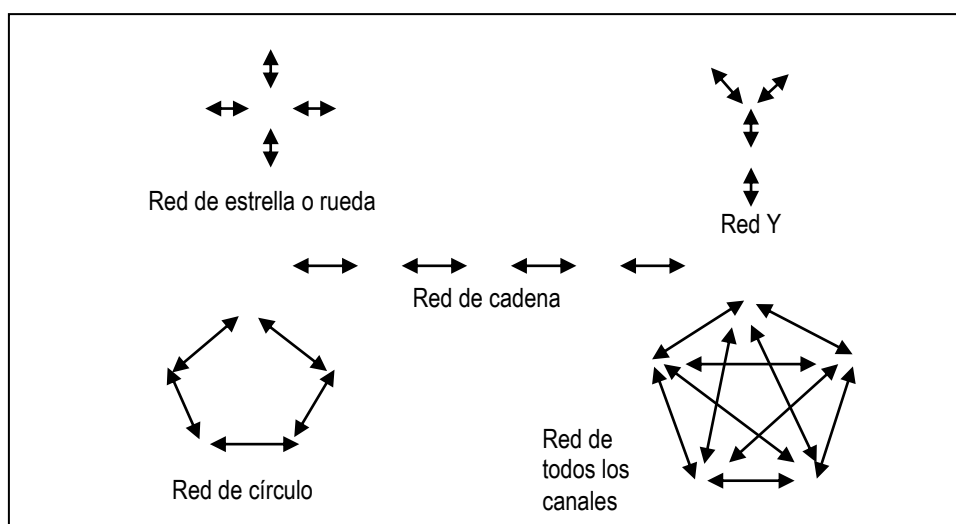 Red de estrella o rueda
Red Y
Red de cadena
Red de círculo
Red de
todos los
canales